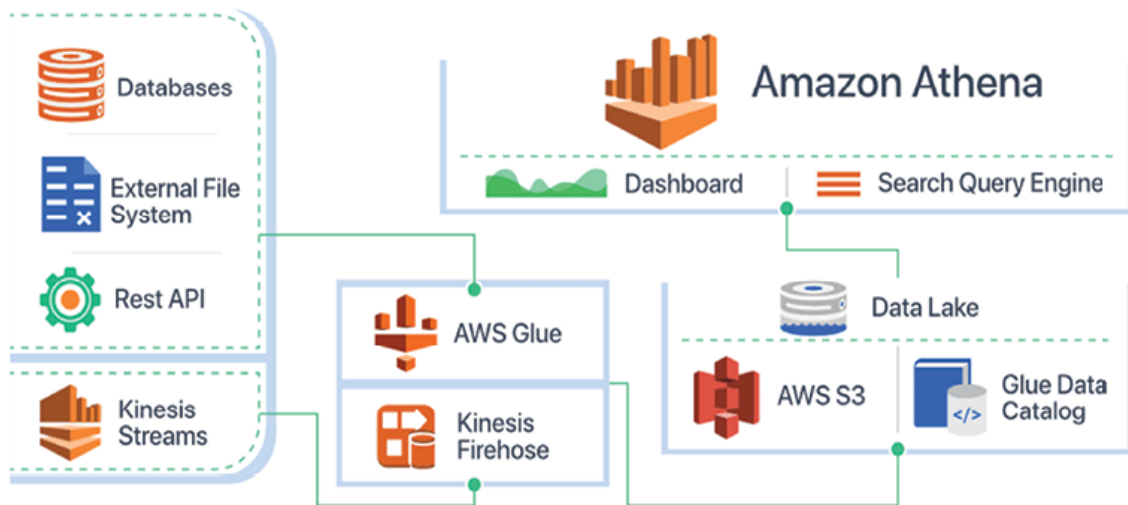 Databases
External File
System
Rest API
Kinesis
Streams
AWS Glue
Kinesis
Firehose
Amazon Athena
Dashboard
Search Query Engine
Data Lake
AWS S3
Glue Data
Catalog
</>